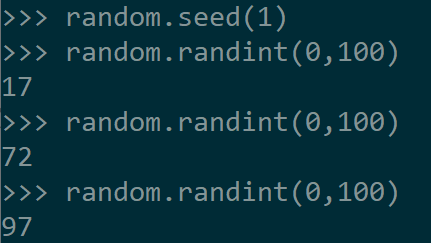 >>> random.seed(1)
>>> random.randint(0,100)
17
>>> random.randint(0,100)
72
>>> random.randint(0,100)
97